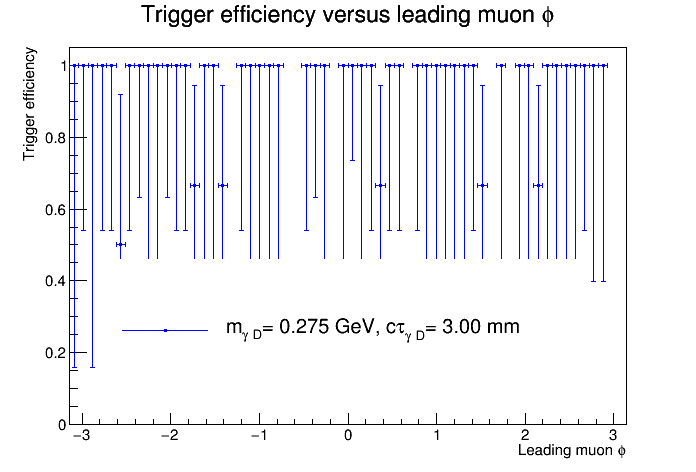 Trigger efficiency versus leading muon ϕ
Trigger efficiency
1
0.8
0.6
0.4
0.2
0
m_γ D= 0.275 GeV, cτ_γ D= 3.00 mm
−3 −2 −1 0 1 2 3
Leading muon ϕ